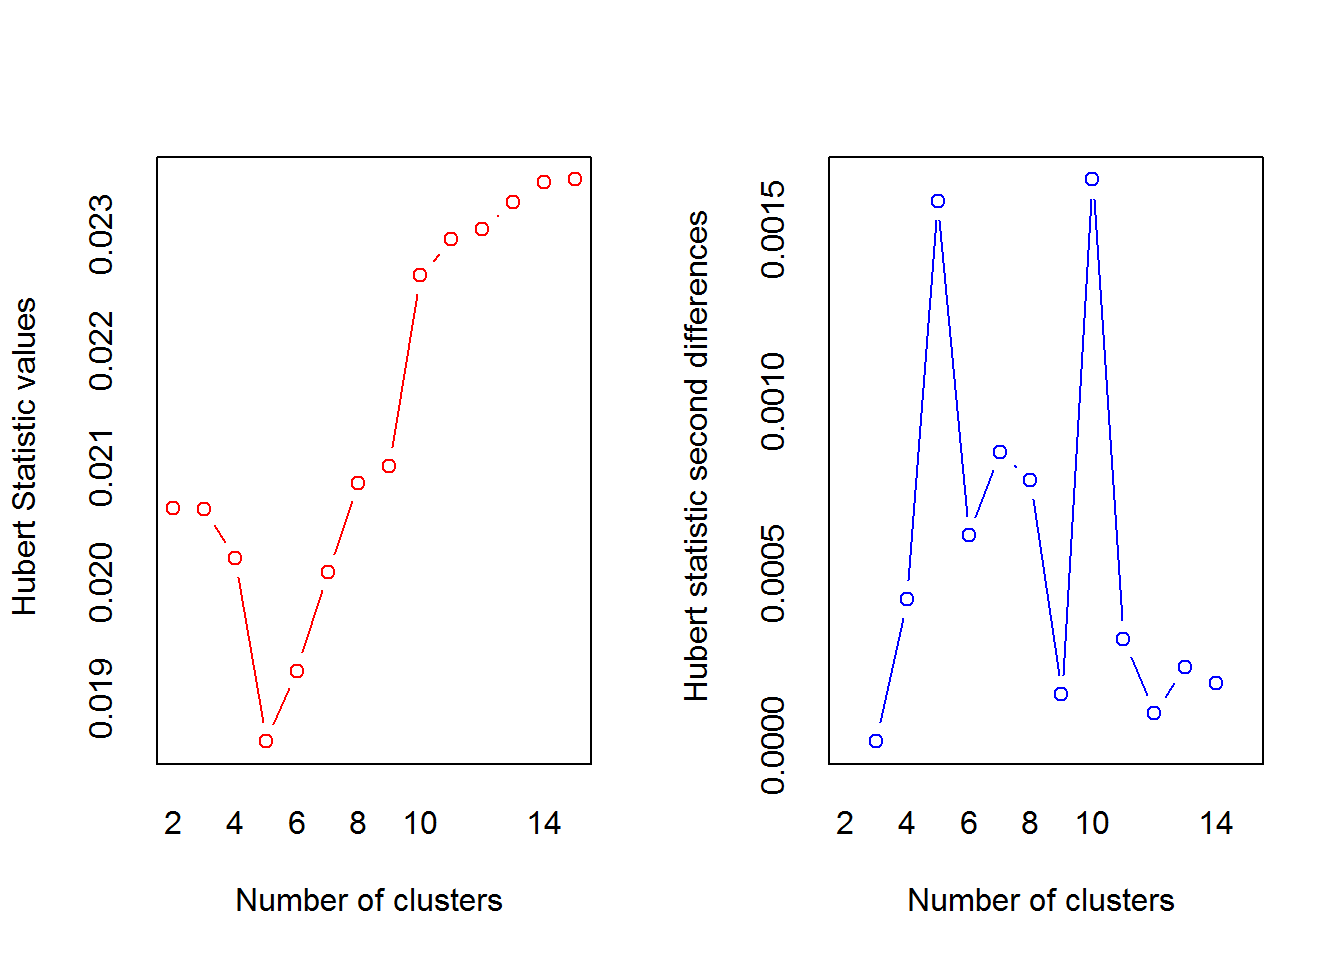 Hubert Statistic values
0.019 0.020 0.021 0.022 0.023
2 4 6 8 10 14
Number of clusters
Hubert statistic second differences
0.0000 0.0005 0.0010 0.0015
2 4 6 8 10 14
Number of clusters